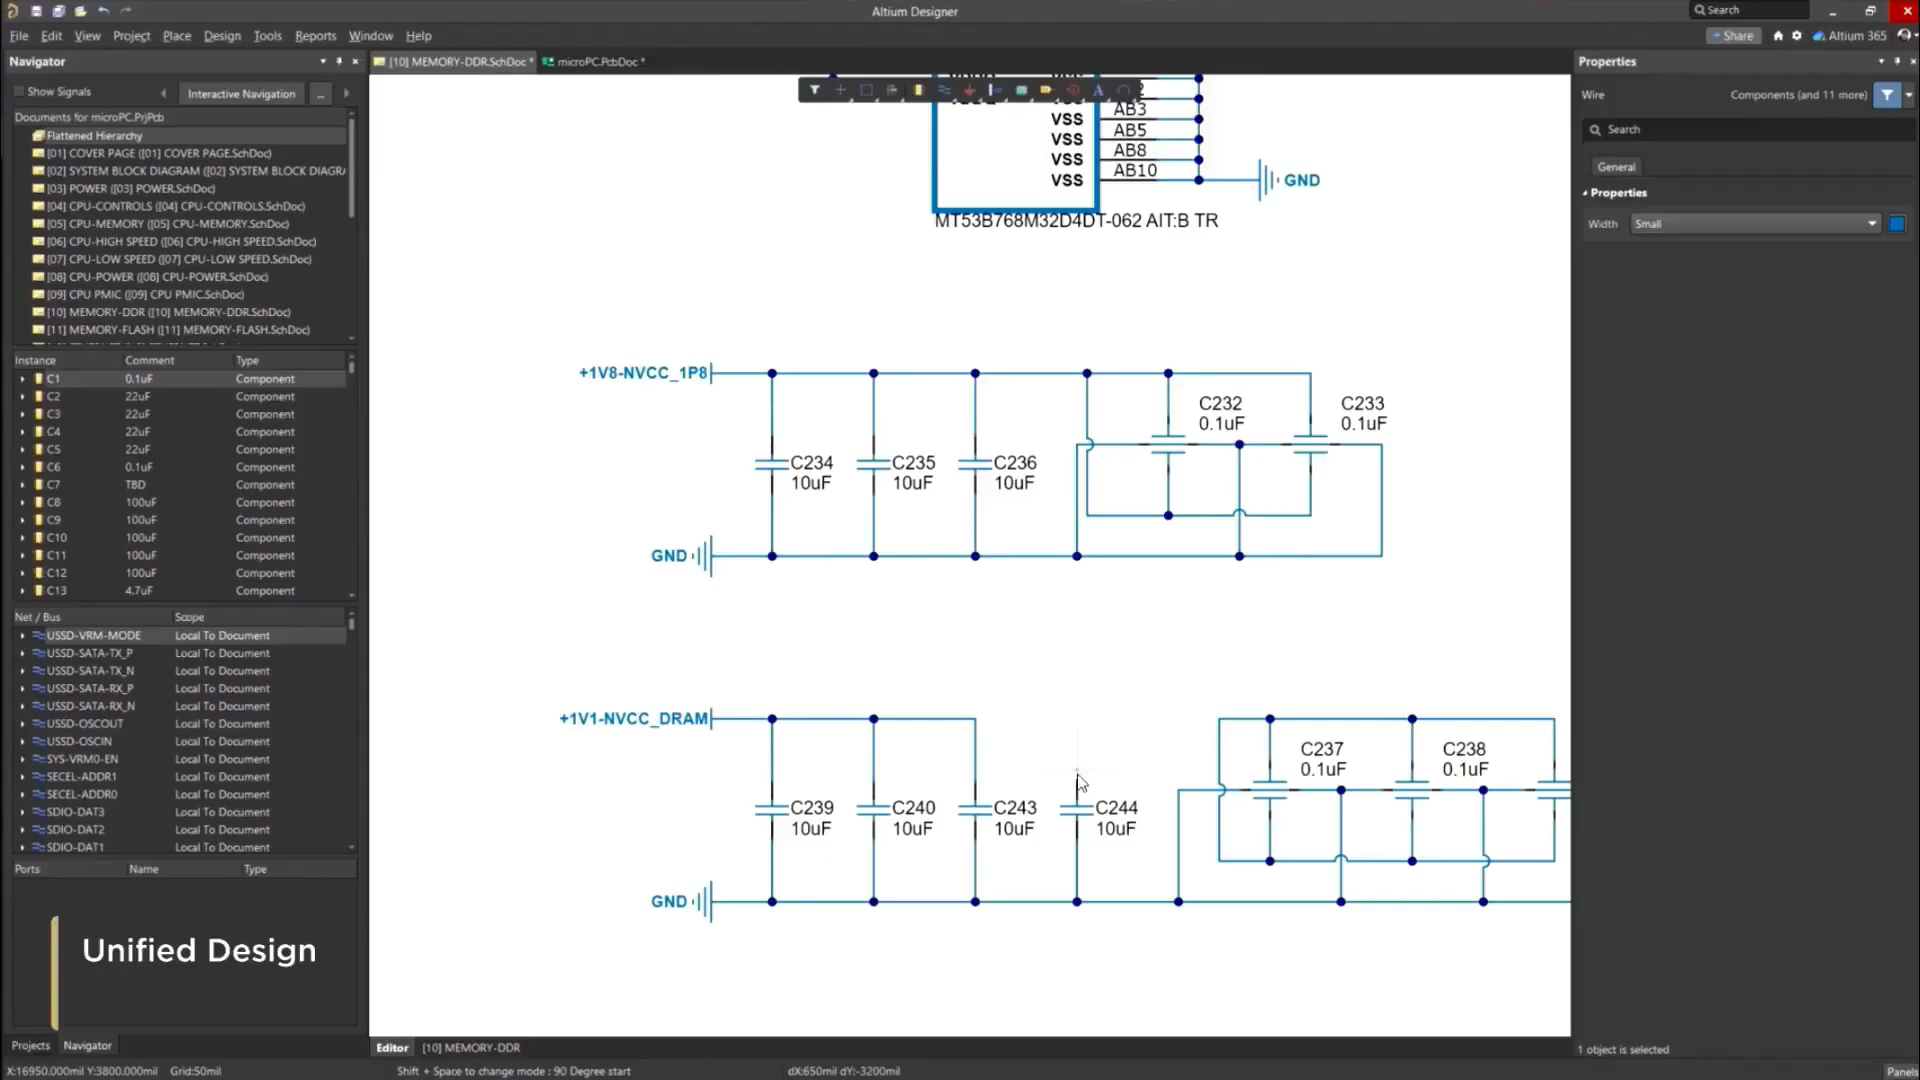 Altium Designer
Search
File Edit View Project Place Design Tools Reports Window Help
Share
Altium 365
Navigator
[10] MEMORY-DDR.SchDoc *
microPC.PcbDoc *
Properties
Show Signals
Interactive Navigation
...
Documents for microPC.PrjPcb
Flattened Hierarchy
[01] COVER PAGE ([01] COVER PAGE.SchDoc)
[02] SYSTEM BLOCK DIAGRAM ([02] SYSTEM BLOCK DIAGRA
[03] POWER ([03] POWER.SchDoc)
[04] CPU-CONTROLS ([04] CPU-CONTROLS.SchDoc)
[05] CPU-MEMORY ([05] CPU-MEMORY.SchDoc)
[06] CPU-HIGH SPEED ([06] CPU-HIGH SPEED.SchDoc)
[07] CPU-LOW SPEED ([07] CPU-LOW SPEED.SchDoc)
[08] CPU-POWER ([08] CPU-POWER.SchDoc)
[09] CPU PMIC ([09] CPU PMIC.SchDoc)
[10] MEMORY-DDR ([10] MEMORY-DDR.SchDoc)
[11] MEMORY-FLASH ([11] MEMORY-FLASH.SchDoc)
Instance Comment Type
C1 0.1uF Component
C2 22uF Component
C3 22uF Component
C4 22uF Component
C5 22uF Component
C6 0.1uF Component
C7 TBD Component
C8 100uF Component
C9 100uF Component
C10 100uF Component
C11 100uF Component
C12 100uF Component
C13 4.7uF Component
Net / Bus Scope
USSD-VRM-MODE Local To Document
USSD-SATA-TX_P Local To Document
USSD-SATA-TX_N Local To Document
USSD-SATA-RX_P Local To Document
USSD-SATA-RX_N Local To Document
USSD-OSCOUT Local To Document
USSD-OSCIN Local To Document
SYS-VRM0-EN Local To Document
SECEL-ADDR1 Local To Document
SECEL-ADDR0 Local To Document
SDIO-DAT3 Local To Document
SDIO-DAT2 Local To Document
SDIO-DAT1 Local To Document
Ports Name Type
Unified Design
Projects Navigator
X:16950.000mil Y:3800.000mil Grid:50mil
VSS AB3
VSS AB5
VSS AB8
VSS AB10
GND
MT53B768M32D4DT-062 AIT:B TR
+1V8-NVCC_1P8
C232
0.1uF
C233
0.1uF
C234
10uF
C235
10uF
C236
10uF
GND
+1V1-NVCC_DRAM
C237
0.1uF
C238
0.1uF
C239
10uF
C240
10uF
C243
10uF
C244
10uF
GND
Editor [10] MEMORY-DDR
Shift + Space to change mode : 90 Degree start
dX:650mil dY:-3200mil
Wire
Components (and 11 more)
Search
General
Properties
Width Small
1 object is selected
Panels